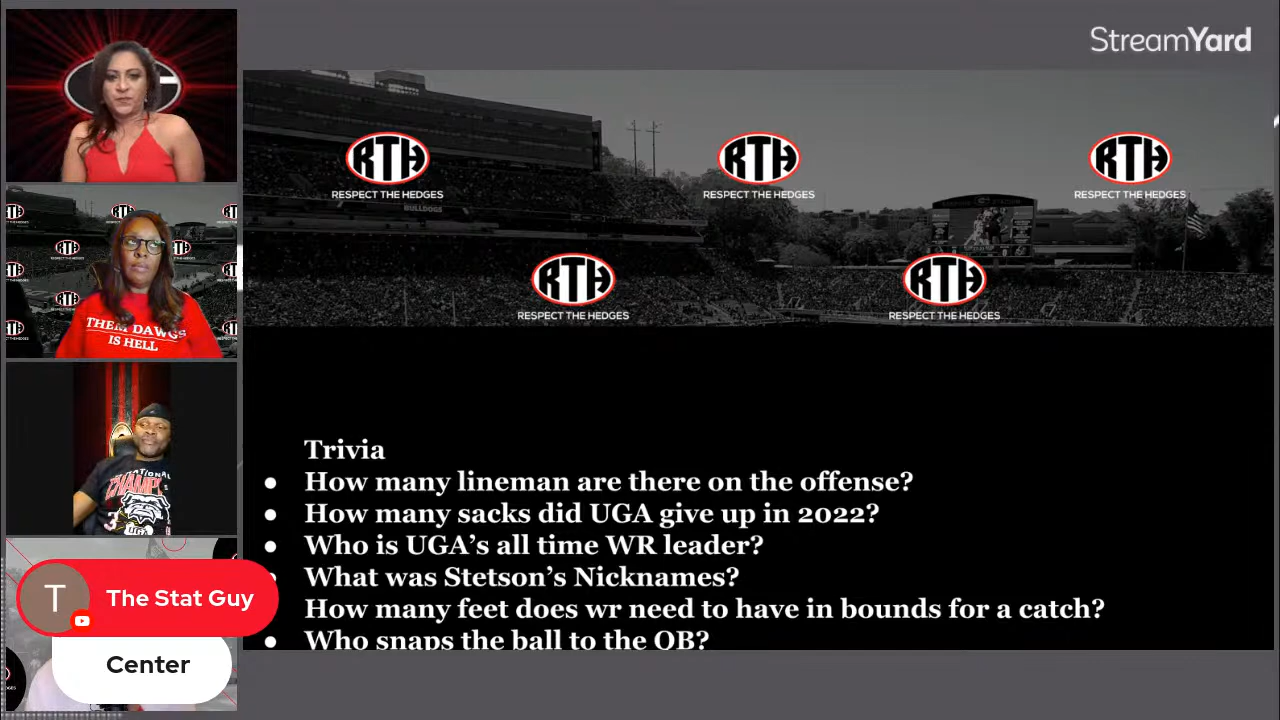 StreamYard
RTH
RESPECT THE HEDGES
RTH
RESPECT THE HEDGES
RTH
RESPECT THE HEDGES
RTH
RESPECT THE HEDGES
RTH
RESPECT THE HEDGES
BULLDOGS
THEM DAWGS
IS HELL
UGA
Trivia
How many lineman are there on the offense?
How many sacks did UGA give up in 2022?
Who is UGA's all time WR leader?
What was Stetson's Nicknames?
How many feet does wr need to have in bounds for a catch?
Who snaps the ball to the QB?
T
The Stat Guy
Center